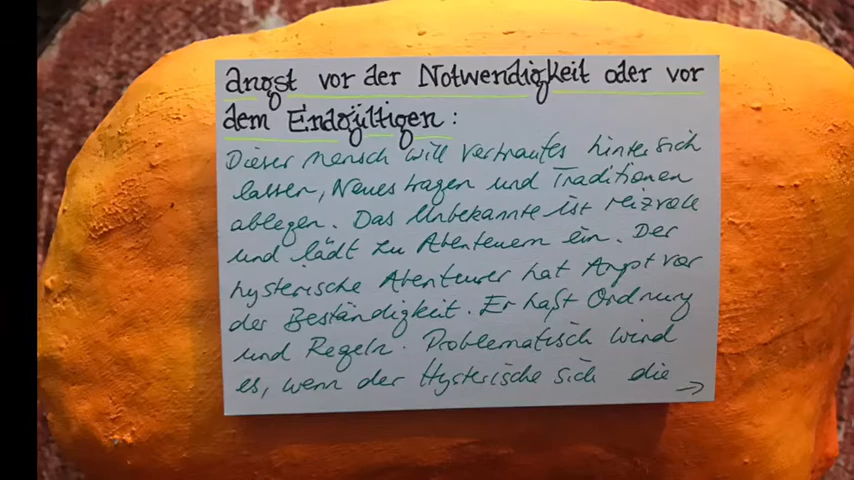 angst vor der Notwendigkeit oder vor
dem Endgültigen:
Dieser Mensch will Vertrautes hinter sich
lassen, Neues wagen und Traditionen
ablegen. Das Unbekannte ist reizvoll
und lädt zu Abenteuern ein. Der
hysterische Abenteurer hat Angst vor
der Beständigkeit. Er haßt Ordnung
und Regeln. Problematisch wird
es, wenn der Hysterische sich die →